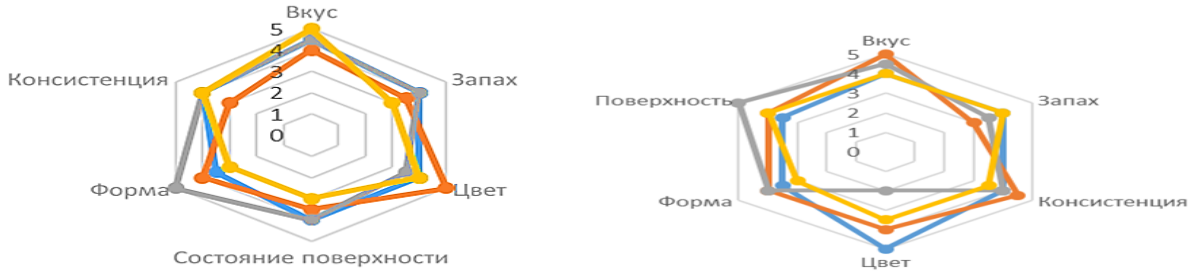 Вкус
5
4
3
2
1
0
Консистенция
Запах
Форма
Цвет
Состояние поверхности
Вкус
5
4
3
2
1
0
Поверхность
Запах
Форма
Консистенция
Цвет